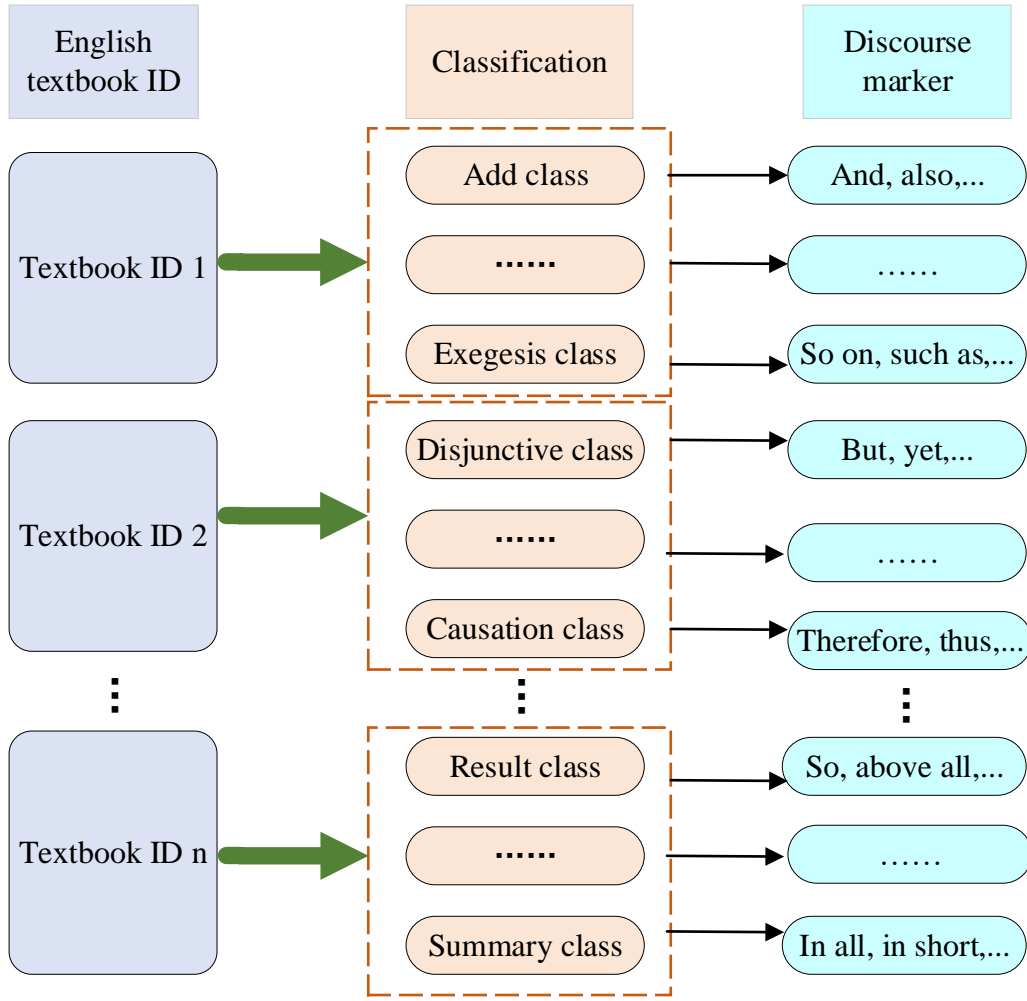 English
textbook ID
Classification
Discourse
marker
Textbook ID 1
Add class
And, also,...
......
......
Exegesis class
So on, such as,...
Textbook ID 2
Disjunctive class
But, yet,...
......
......
Causation class
Therefore, thus,...
Textbook ID n
Result class
So, above all,...
......
......
Summary class
In all, in short,...